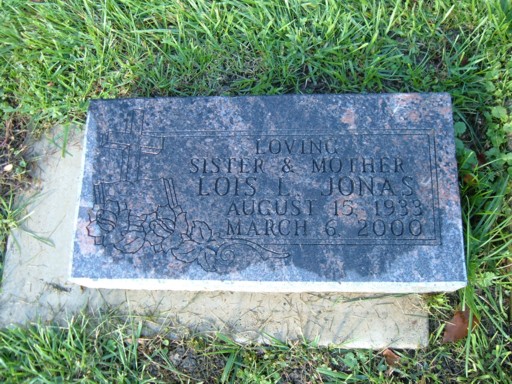 LOVING
SISTER & MOTHER
LOIS L. JONAS
AUGUST 15, 1933
MARCH 6, 2000